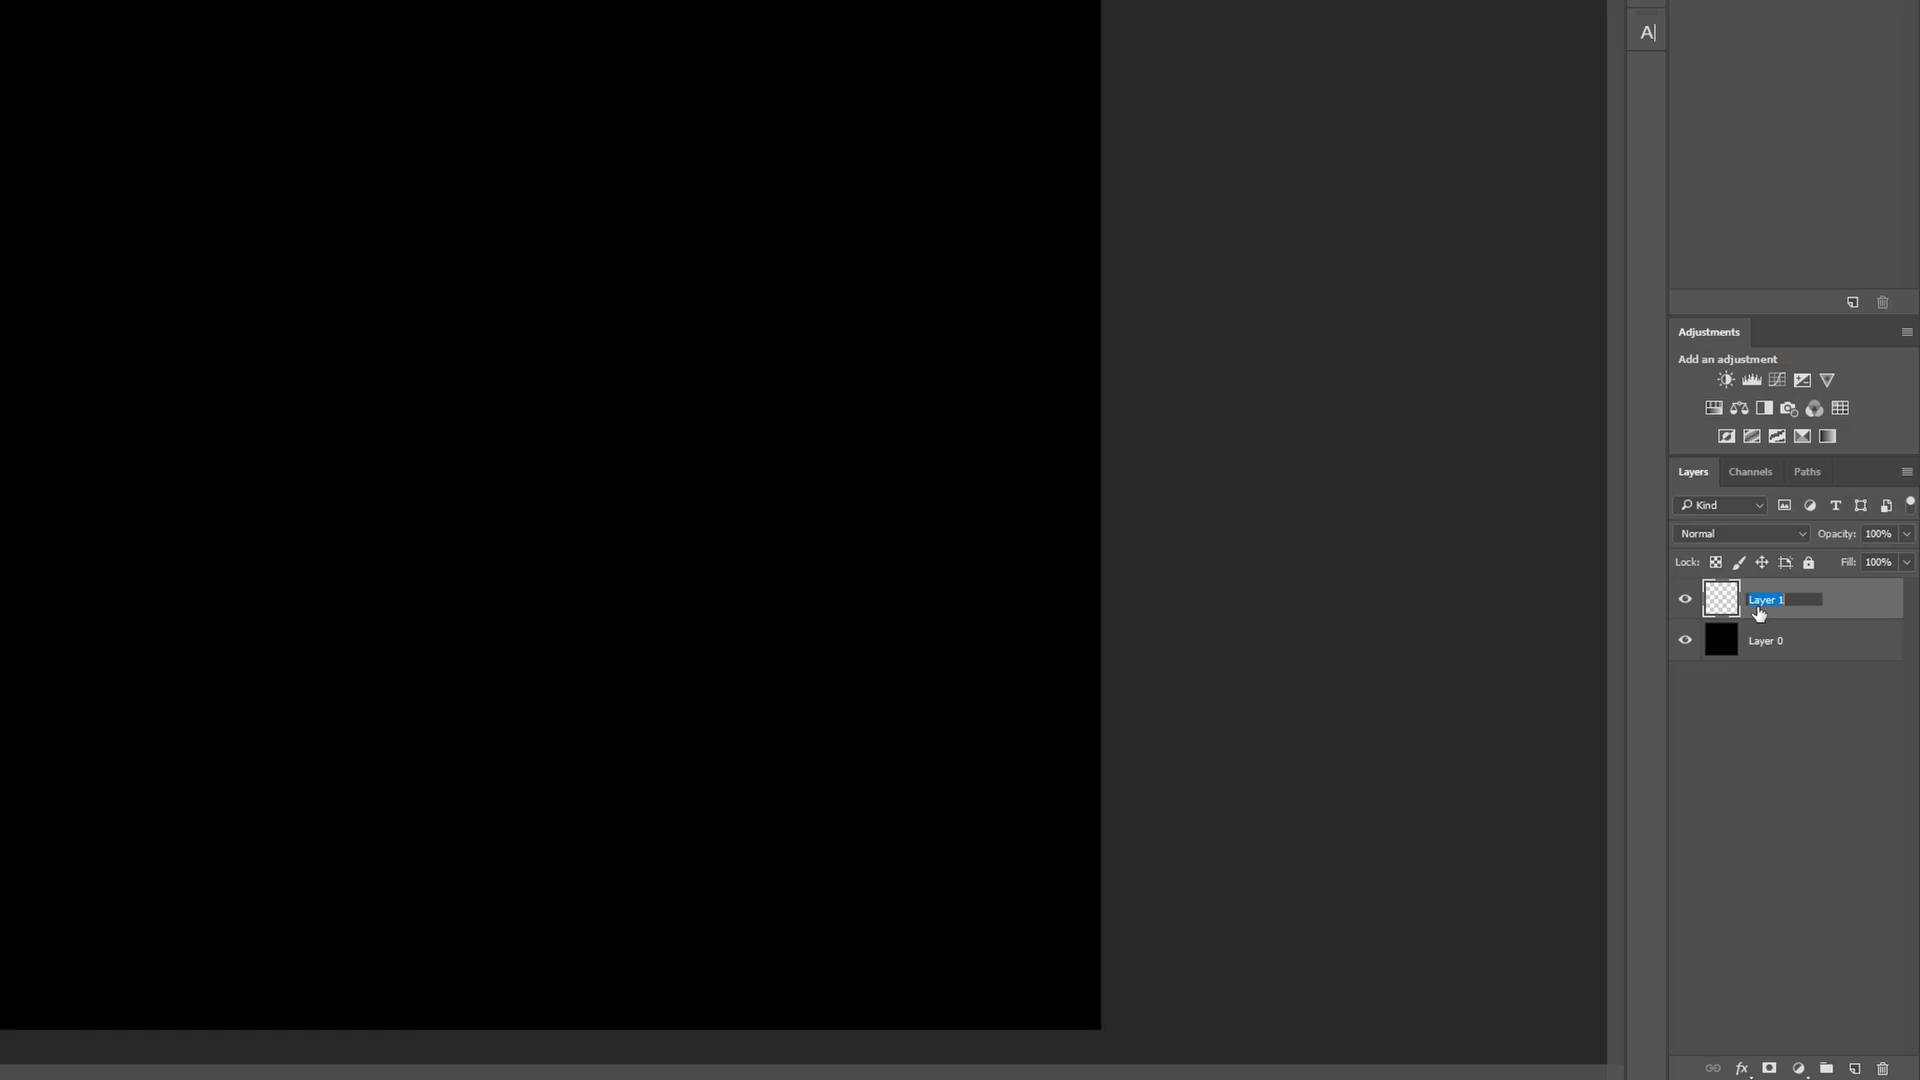 A
Adjustments
Add an adjustment
Layers Channels Paths
Kind T
Normal Opacity: 100%
Lock: Fill: 100%
Layer 1
Layer 0
fx